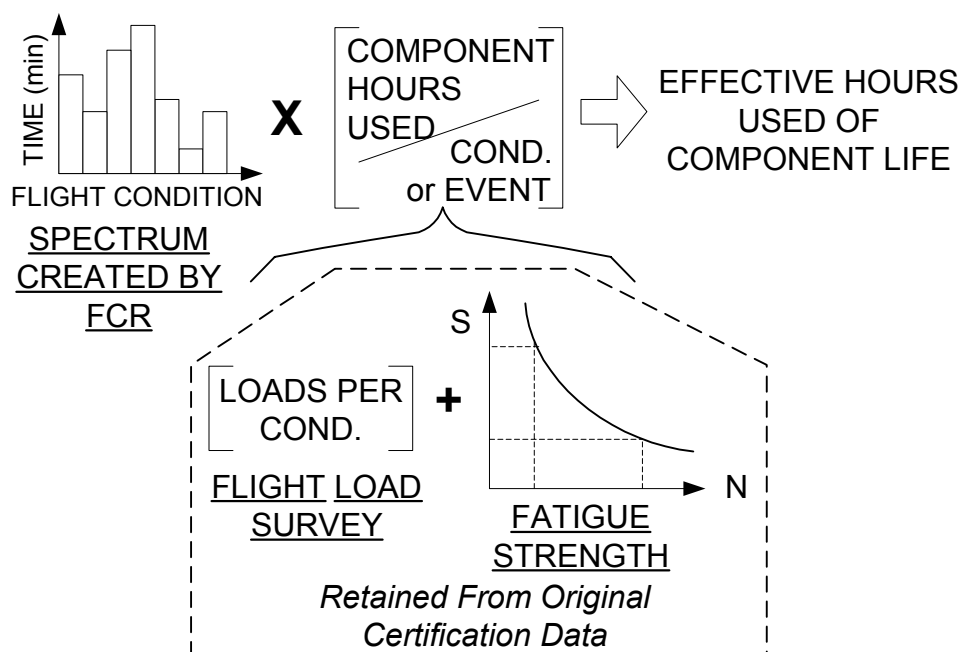 TIME (min)
FLIGHT CONDITION
SPECTRUM
CREATED BY
FCR
X
COMPONENT
HOURS
USED
COND.
or EVENT
EFFECTIVE HOURS
USED OF
COMPONENT LIFE
LOADS PER
COND.
FLIGHT LOAD
SURVEY
+
S
N
FATIGUE
STRENGTH
Retained From Original
Certification Data